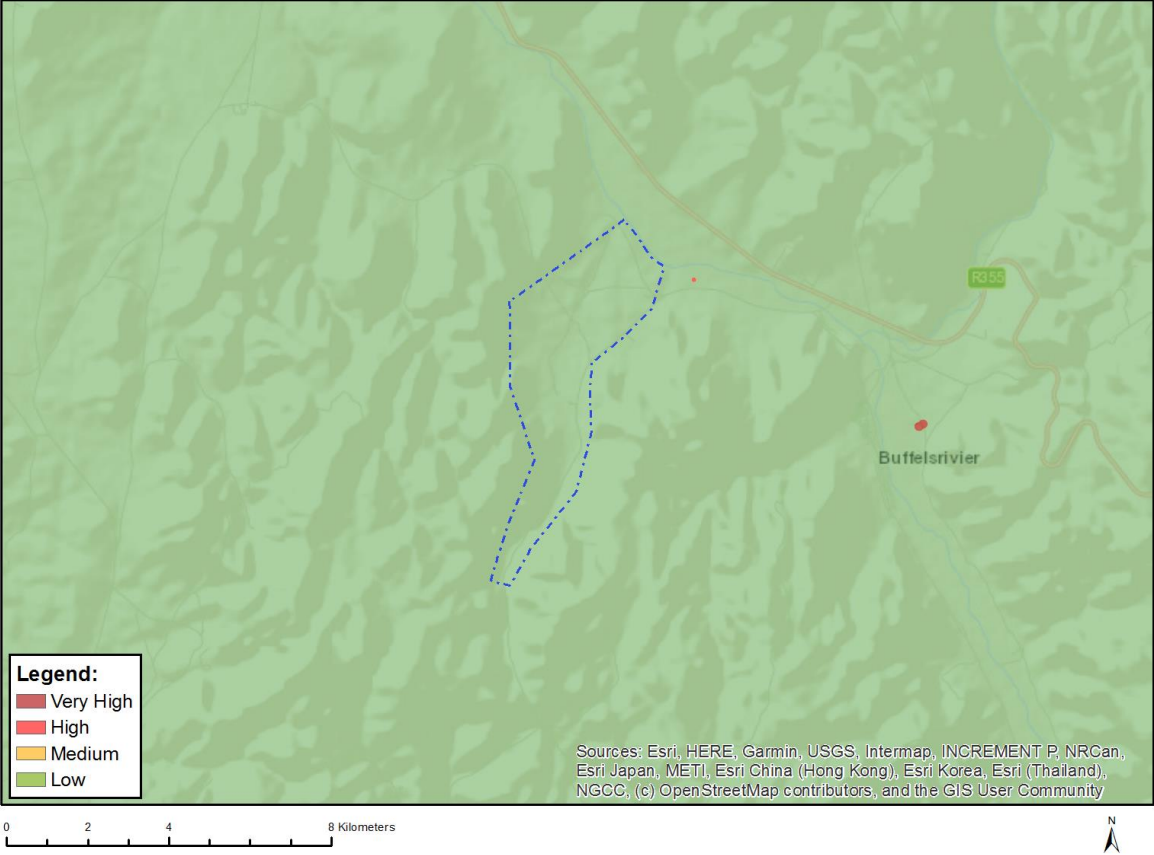 R355
Buffelsrivier
Legend:
Very High
High
Medium
Low
Sources: Esri, HERE, Garmin, USGS, Intermap, INCREMENT P, NRCan,
Esri Japan, METI, Esri China (Hong Kong), Esri Korea, Esri (Thailand),
NGCC, (c) OpenStreetMap contributors, and the GIS User Community
0 2 4 8 Kilometers
N